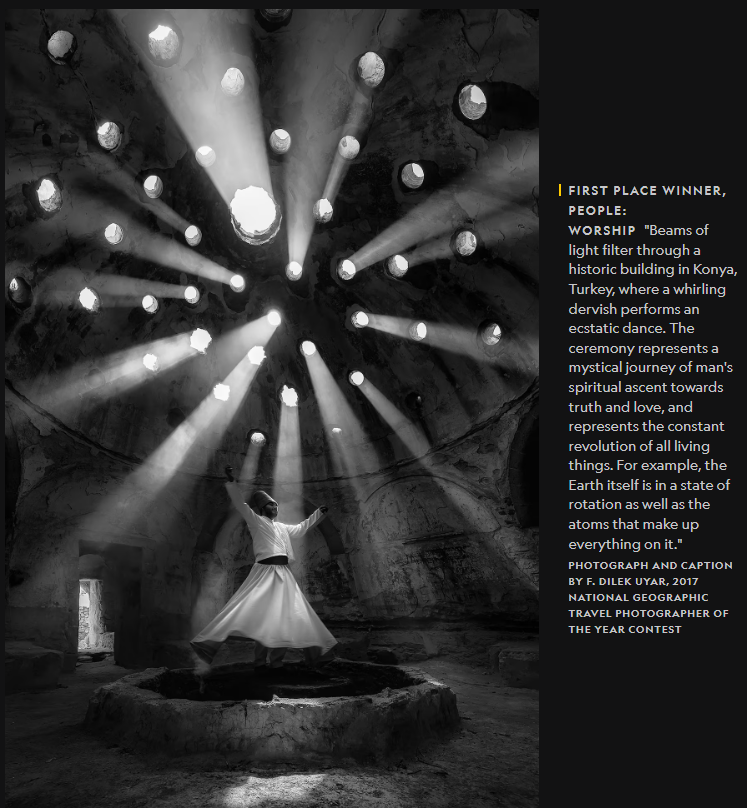 FIRST PLACE WINNER,
PEOPLE:
WORSHIP "Beams of
light filter through a
historic building in Konya,
Turkey, where a whirling
dervish performs an
ecstatic dance. The
ceremony represents a
mystical journey of man's
spiritual ascent towards
truth and love, and
represents the constant
revolution of all living
things. For example, the
Earth itself is in a state of
rotation as well as the
atoms that make up
everything on it."
PHOTOGRAPH AND CAPTION
BY F. DILEK UYAR, 2017
NATIONAL GEOGRAPHIC
TRAVEL PHOTOGRAPHER OF
THE YEAR CONTEST